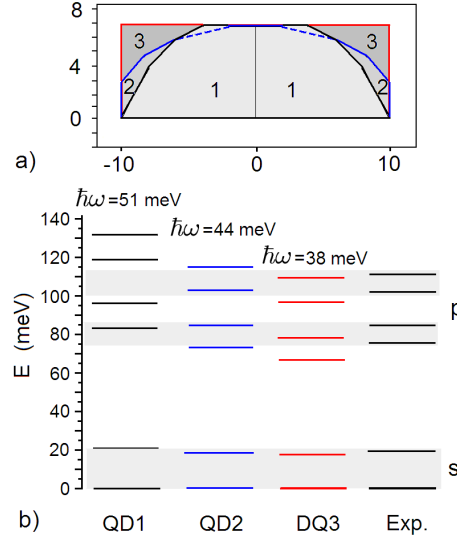 8
4
0
3
3
2
2
1
1
-10
0
10
a)
ℏω=51 meV
ℏω=44 meV
ℏω=38 meV
140
120
100
80
60
40
20
0
E (meV)
p
s
b)
QD1
QD2
DQ3
Exp.